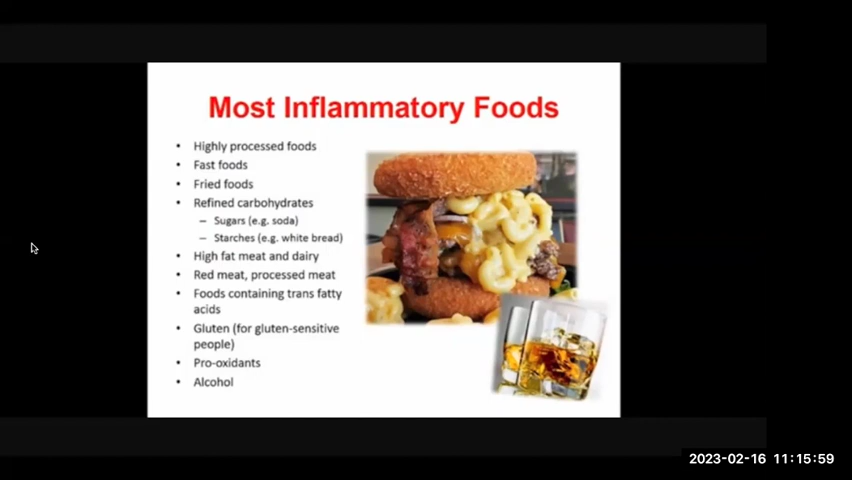 Most Inflammatory Foods
• Highly processed foods
• Fast foods
• Fried foods
• Refined carbohydrates
– Sugars (e.g. soda)
– Starches (e.g. white bread)
• High fat meat and dairy
• Red meat, processed meat
• Foods containing trans fatty
acids
• Gluten (for gluten-sensitive
people)
• Pro-oxidants
• Alcohol
2023-02-16 11:15:59